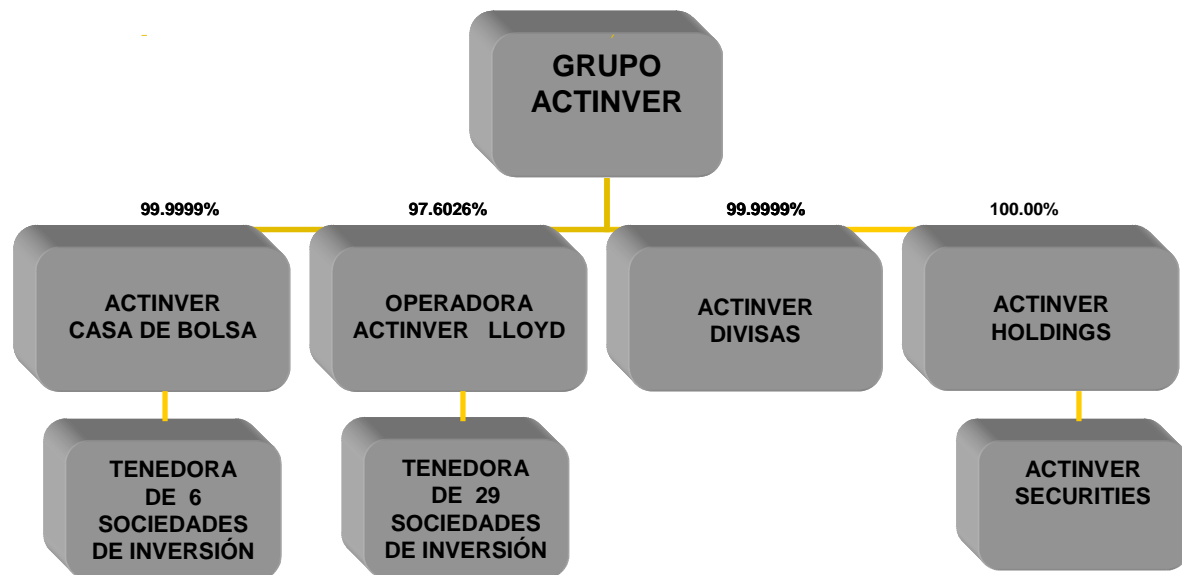 GRUPO
ACTINVER
99.9999%
97.6026%
99.9999%
100.00%
ACTINVER
CASA DE BOLSA
OPERADORA
ACTINVER LLOYD
ACTINVER
DIVISAS
ACTINVER
HOLDINGS
TENEDORA
DE 6
SOCIEDADES
DE INVERSIÓN
TENEDORA
DE 29
SOCIEDADES
DE INVERSIÓN
ACTINVER
SECURITIES